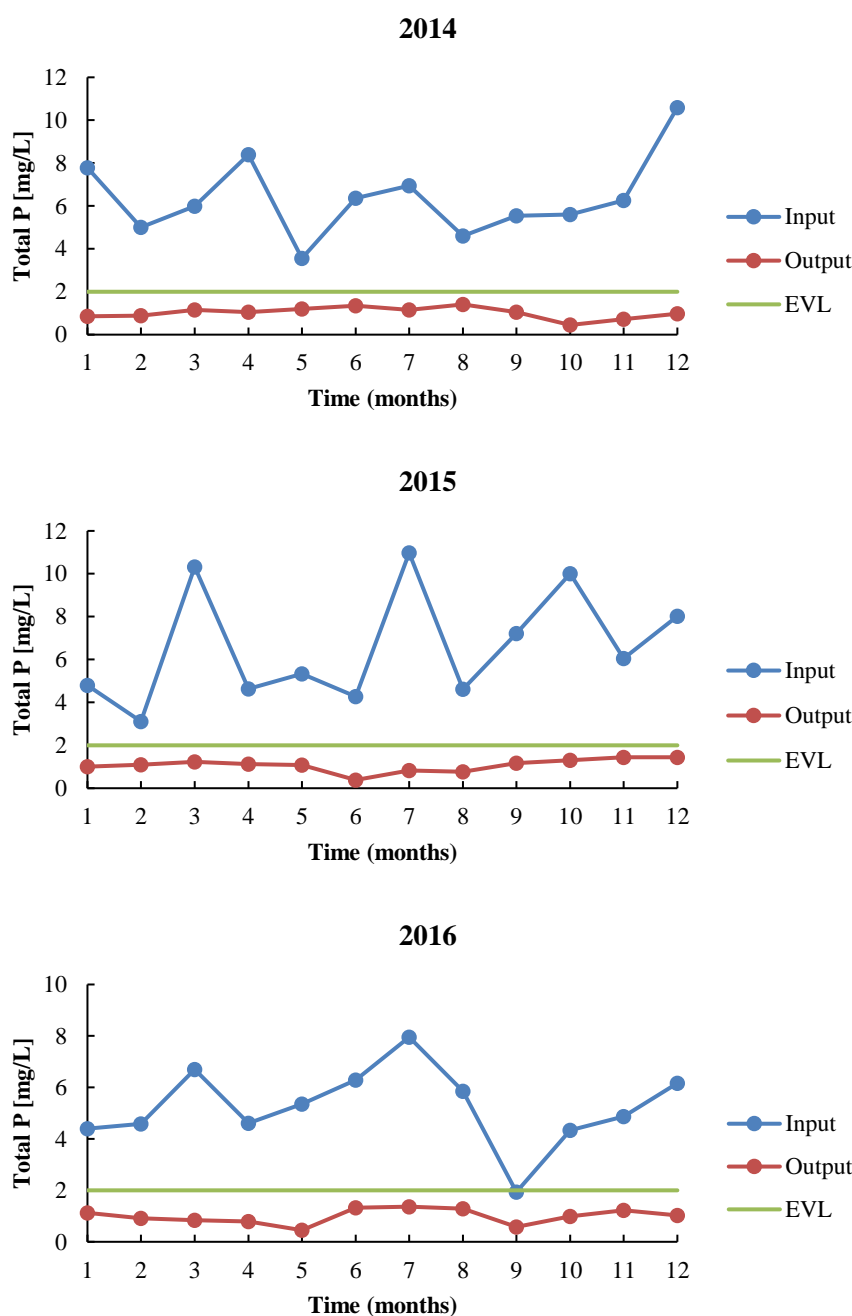 2014
Total P [mg/L]
12
10
8
6
4
2
0
1 2 3 4 5 6 7 8 9 10 11 12
Time (months)
Input
Output
EVL
2015
Total P [mg/L]
12
10
8
6
4
2
0
1 2 3 4 5 6 7 8 9 10 11 12
Time (months)
Input
Output
EVL
2016
Total P [mg/L]
10
8
6
4
2
0
1 2 3 4 5 6 7 8 9 10 11 12
Time (months)
Input
Output
EVL